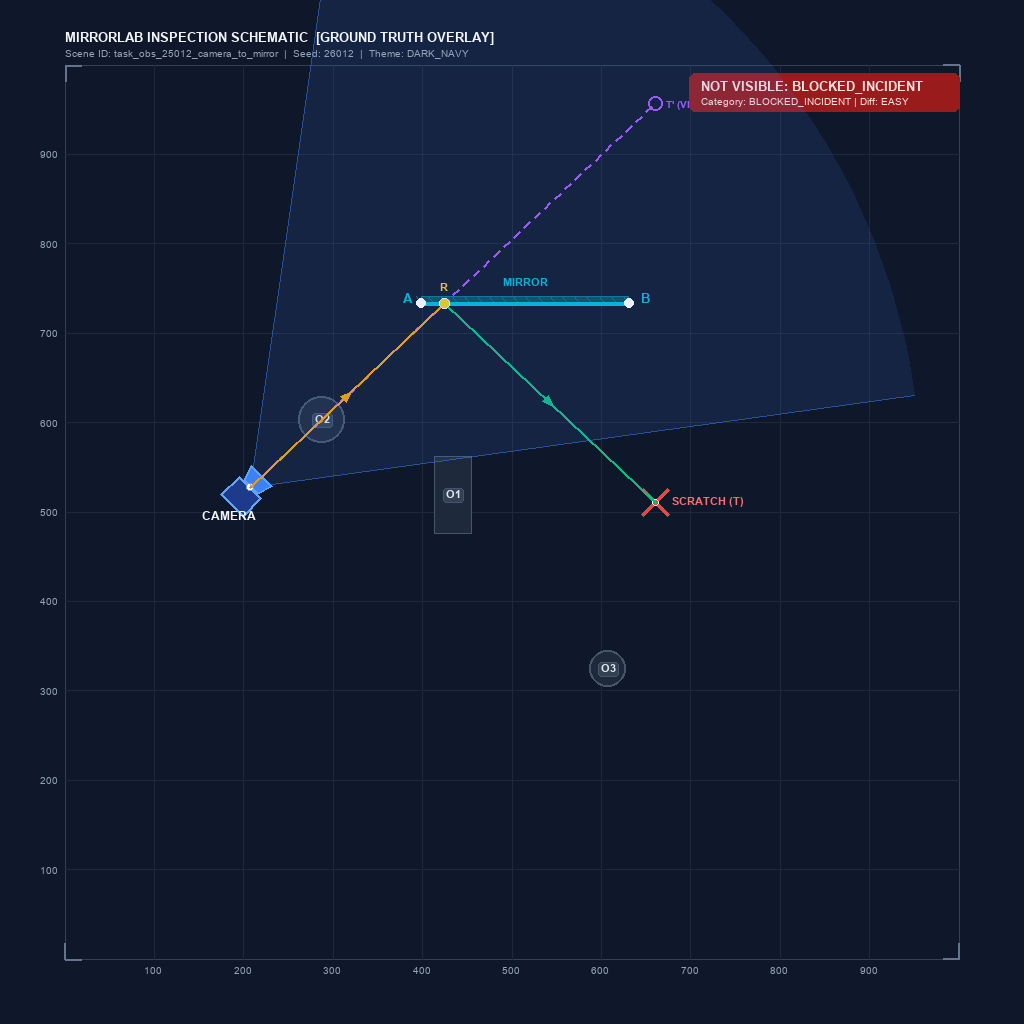 MIRRORLAB INSPECTION SCHEMATIC [GROUND TRUTH OVERLAY]
Scene ID: task_obs_25012_camera_to_mirror | Seed: 26012 | Theme: DARK_NAVY
NOT VISIBLE: BLOCKED_INCIDENT
Category: BLOCKED_INCIDENT | Diff: EASY
T'
900
800
MIRROR
R
A
B
700
O2
600
O1
SCRATCH (T)
500
CAMERA
400
O3
300
200
100
100 200 300 400 500 600 700 800 900